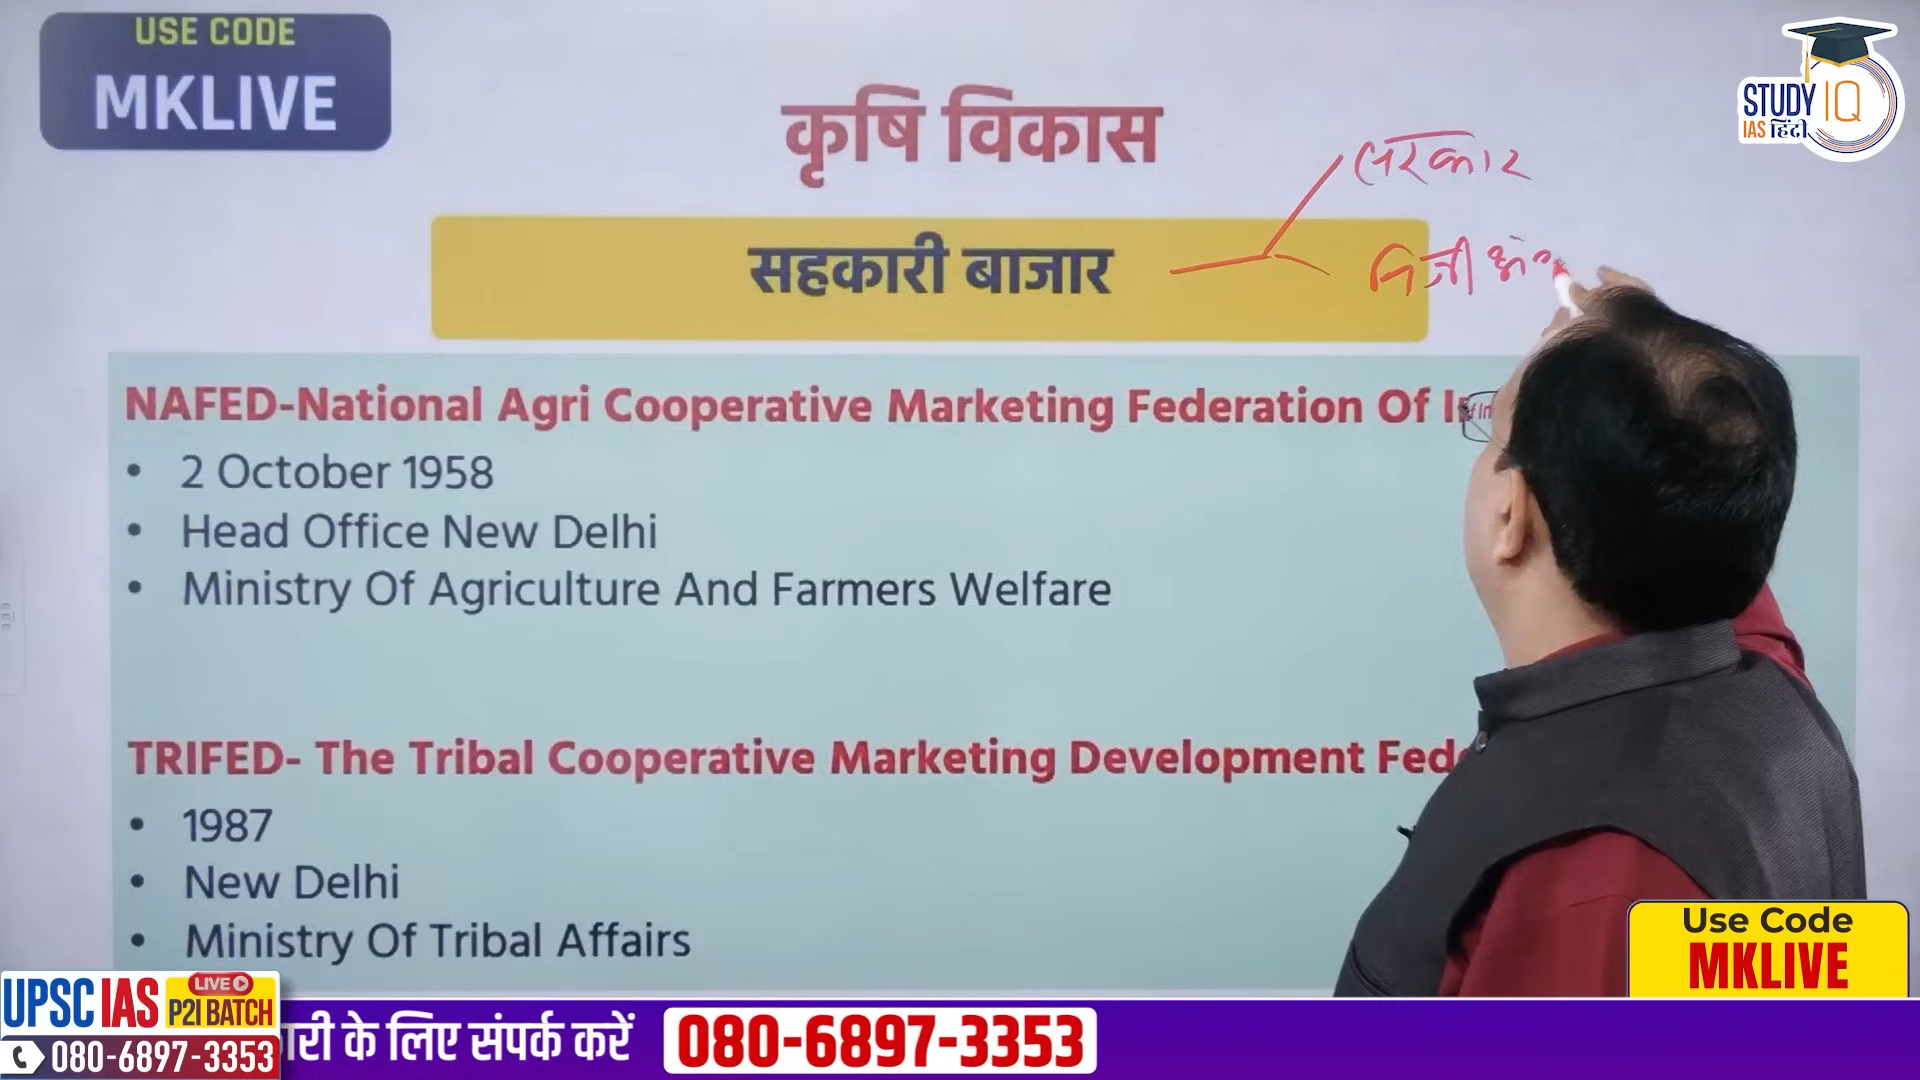 USE CODE
MKLIVE
STUDY IQ
IAS हिंदी
कृषि विकास
सरकार
सहकारी बाजार
निजी
NAFED-National Agri Cooperative Marketing Federation Of
• 2 October 1958
• Head Office New Delhi
• Ministry Of Agriculture And Farmers Welfare
TRIFED- The Tribal Cooperative Marketing Development Fed
• 1987
• New Delhi
• Ministry Of Tribal Affairs
Use Code
MKLIVE
UPSC IAS LIVE P2I BATCH
080-6897-3353
के लिए संपर्क करें 080-6897-3353